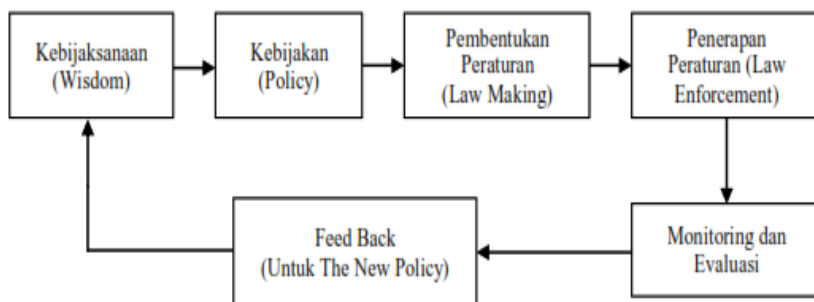 Kebijaksanaan
(Wisdom)
Kebijakan
(Policy)
Pembentukan
Peraturan
(Law Making)
Penerapan
Peraturan (Law
Enforcement)
Feed Back
(Untuk The New Policy)
Monitoring dan
Evaluasi